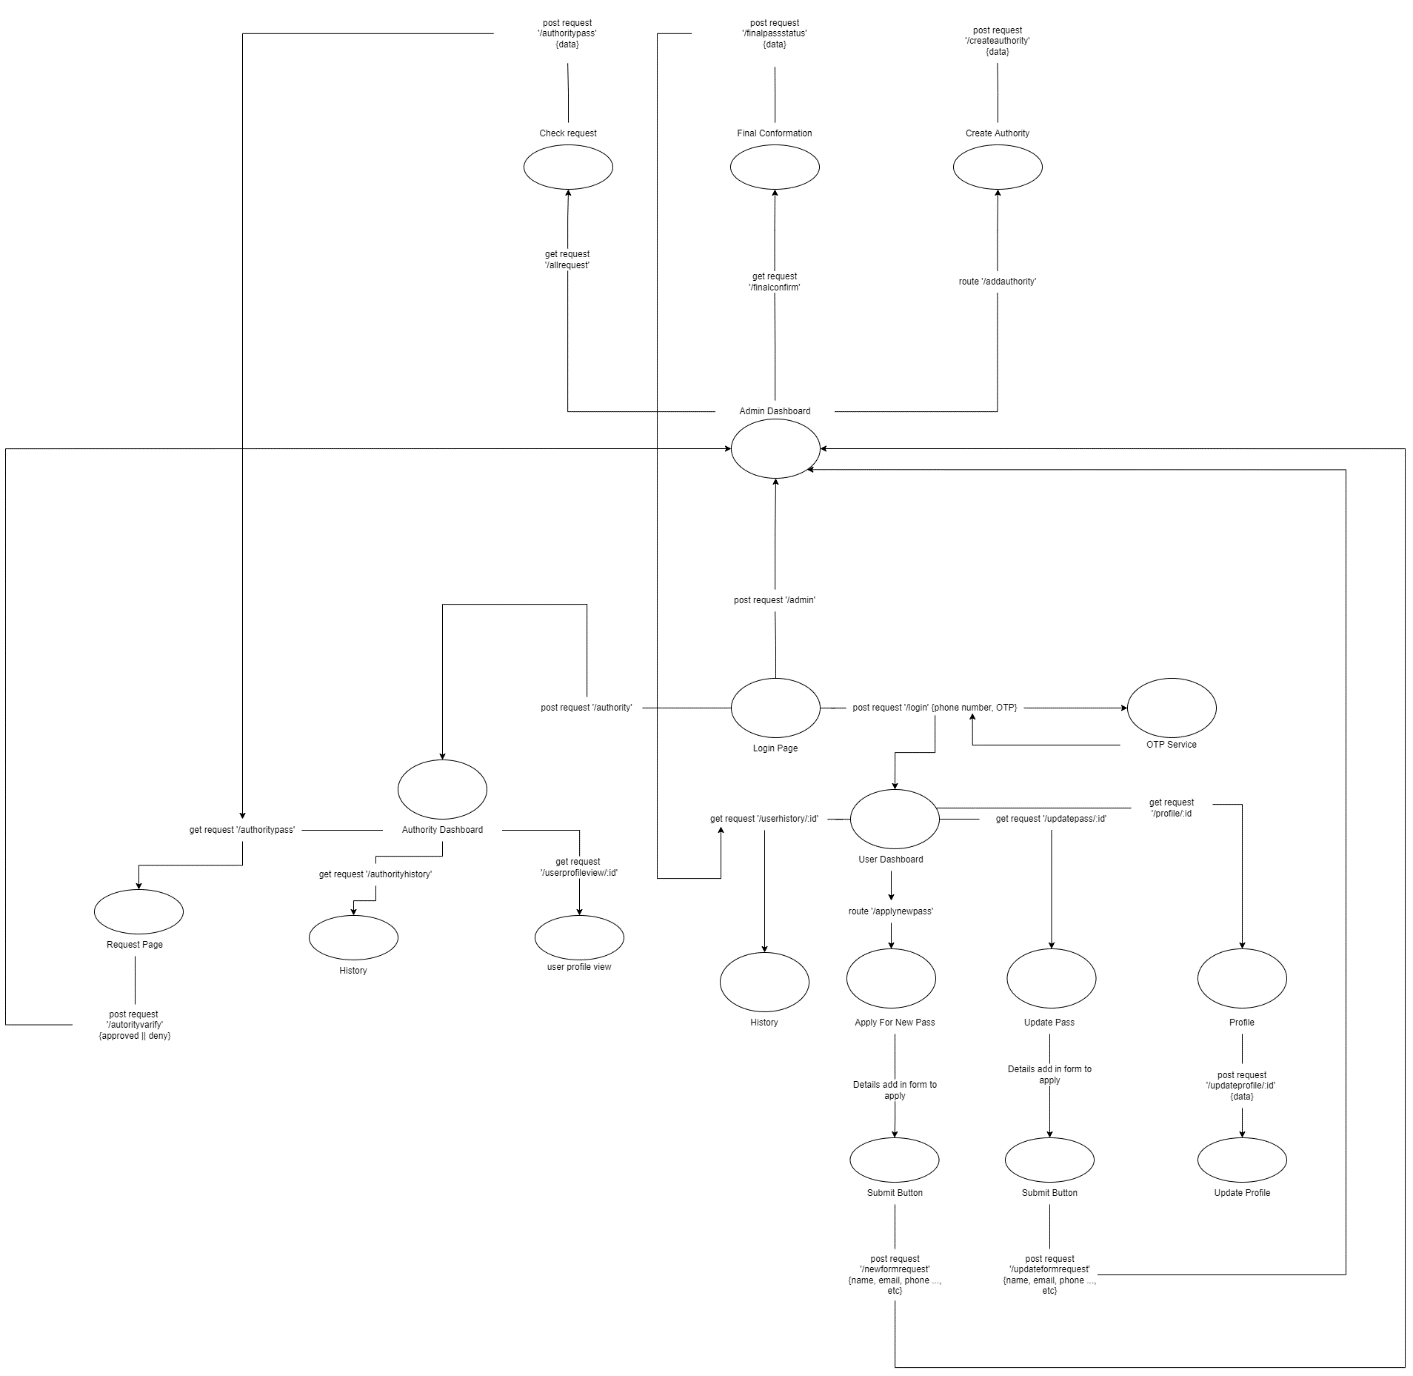 post request
'/authoritypass'
{data}
post request
'/finalpassstatus'
{data}
post request
'/createauthority'
{data}
Check request
Final Conformation
Create Authority
get request
'/allrequest'
get request
'/finalconfirm'
route '/addauthority'
Admin Dashboard
post request '/admin'
post request '/authority'
post request '/login' {phone number, OTP}
Login Page
OTP Service
get request '/authoritypass'
Authority Dashboard
get request '/userhistory/:id'
get request '/updatepass/:id'
get request
'/profile/:id
User Dashboard
get request '/authorityhistory'
get request
'/userprofileview/:id'
route '/applynewpass'
Request Page
History
user profile view
post request
'/autorityvarify'
{approved || deny}
History
Apply For New Pass
Update Pass
Profile
Details add in form to
apply
Details add in form to
apply
post request
'/updateprofile/:id'
{data}
Submit Button
Submit Button
Update Profile
post request
'/newformrequest'
{name, email, phone ...,
etc}
post request
'/updateformrequest'
{name, email, phone ...,
etc}